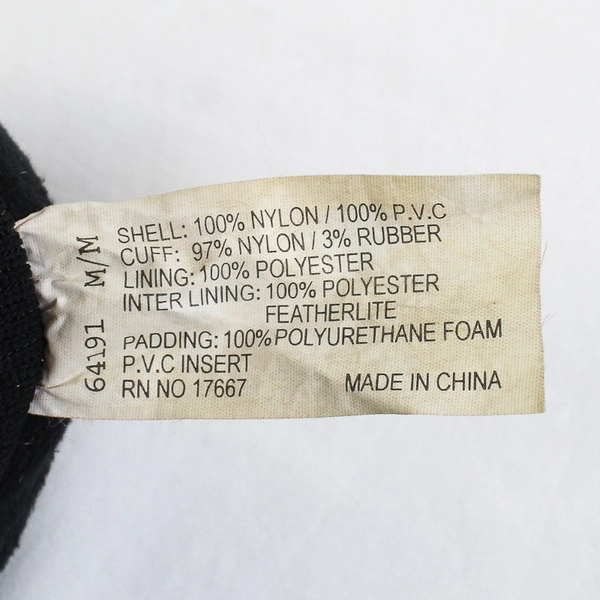 SHELL: 100% NYLON / 100% P.V.C
CUFF: 97% NYLON / 3% RUBBER
LINING: 100% POLYESTER
INTER LINING: 100% POLYESTER
FEATHERLITE
PADDING: 100% POLYURETHANE FOAM
P.V.C INSERT
RN NO 17667 MADE IN CHINA
64191 M/M